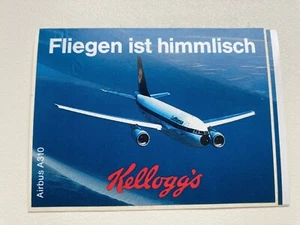 Fliegen ist himmlisch
Lufthansa
Airbus A310
Kellogg's